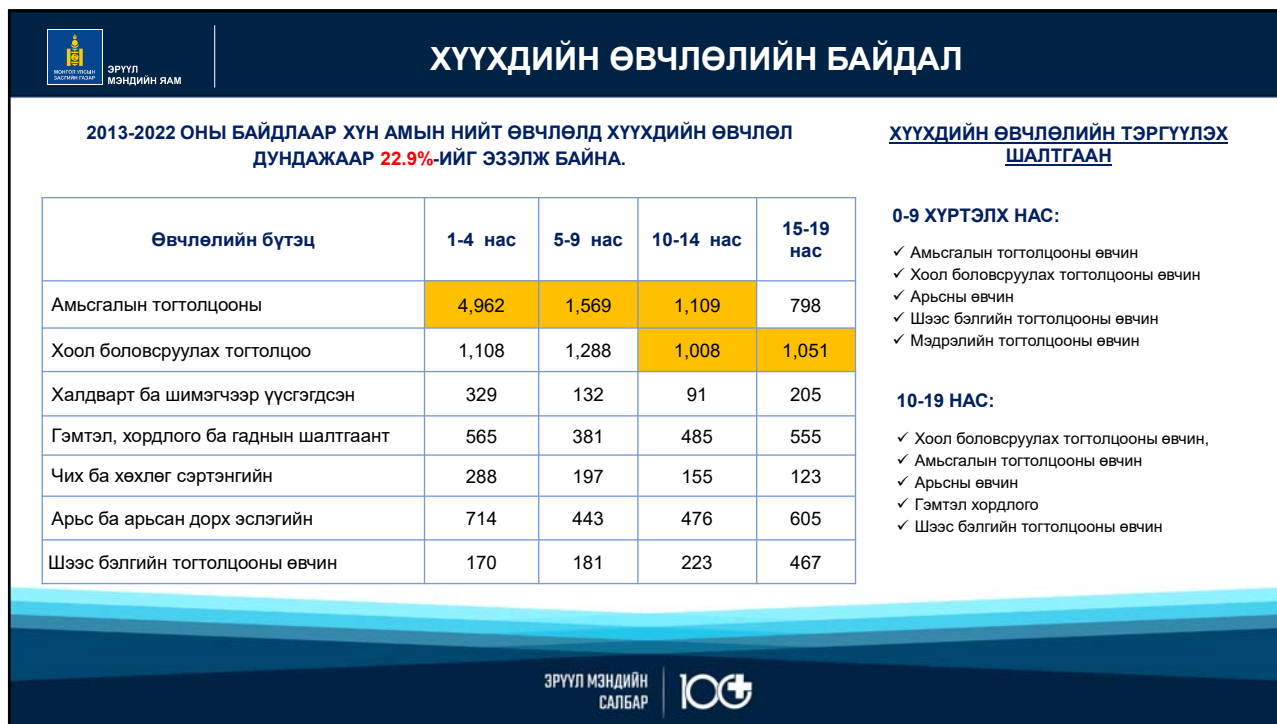 МОНГОЛ УЛСЫН
ЗАСГИЙН ГАЗАР
ЭРҮҮЛ
МЭНДИЙН ЯАМ
ХҮҮХДИЙН ӨВЧЛӨЛИЙН БАЙДАЛ
2013-2022 ОНЫ БАЙДЛААР ХҮН АМЫН НИЙТ ӨВЧЛӨЛД ХҮҮХДИЙН ӨВЧЛӨЛ
ДУНДАЖААР 22.9%-ИЙГ ЭЗЭЛЖ БАЙНА.
Өвчлөлийн бүтэц 1-4 нас 5-9 нас 10-14 нас 15-19 нас
Амьсгалын тогтолцооны 4,962 1,569 1,109 798
Хоол боловсруулах тогтолцоо 1,108 1,288 1,008 1,051
Халдварт ба шимэгчээр үүсгэгдсэн 329 132 91 205
Гэмтэл, хордлого ба гаднын шалтгаант 565 381 485 555
Чих ба хөхлөг сэртэнгийн 288 197 155 123
Арьс ба арьсан дорх эслэгийн 714 443 476 605
Шээс бэлгийн тогтолцооны өвчин 170 181 223 467
ХҮҮХДИЙН ӨВЧЛӨЛИЙН ТЭРГҮҮЛЭХ
ШАЛТГААН
0-9 ХҮРТЭЛХ НАС:
✓ Амьсгалын тогтолцооны өвчин
✓ Хоол боловсруулах тогтолцооны өвчин
✓ Арьсны өвчин
✓ Шээс бэлгийн тогтолцооны өвчин
✓ Мэдрэлийн тогтолцооны өвчин
10-19 НАС:
✓ Хоол боловсруулах тогтолцооны өвчин,
✓ Амьсгалын тогтолцооны өвчин
✓ Арьсны өвчин
✓ Гэмтэл хордлого
✓ Шээс бэлгийн тогтолцооны өвчин
ЭРҮҮЛ МЭНДИЙН
САЛБАР
100